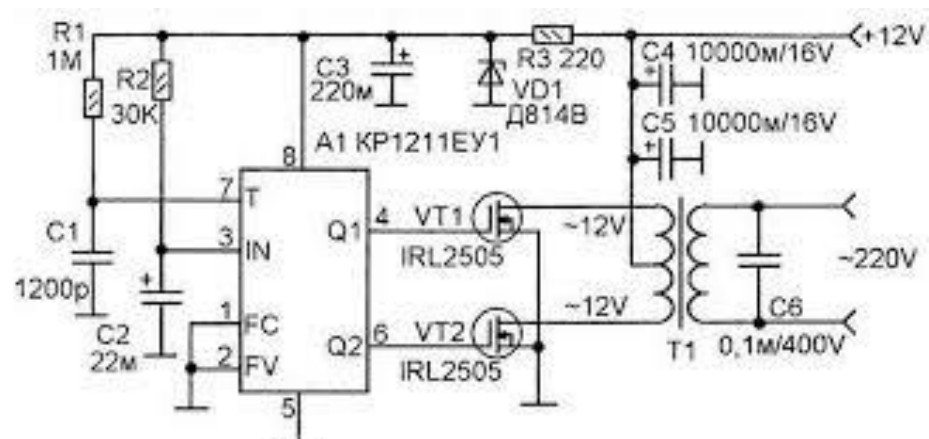 R1
1M
R2
30K
C3
220м
R3 220
VD1
Д814В
C4 10000м/16V
+12V
C5 10000м/16V
A1 КР1211ЕУ1
8
7
T
3
IN
1
FC
2
FV
5
Q1
4
Q2
6
C1
1200р
C2
22м
VT1
IRL2505
VT2
IRL2505
~12V
~12V
T1
C6
0,1м/400V
~220V